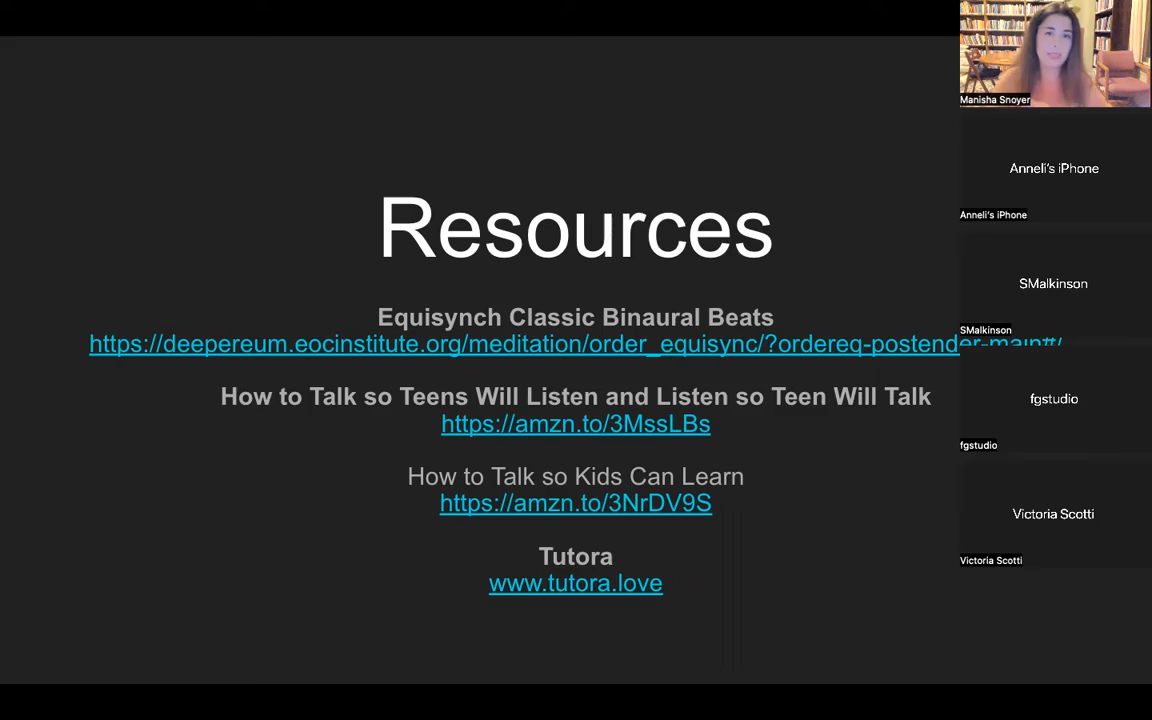 Resources
Equisynch Classic Binaural Beats
https://deepereum.eocinstitute.org/meditation/order_equisync/?ordereq-postender-main#/
How to Talk so Teens Will Listen and Listen so Teen Will Talk
https://amzn.to/3MssLBs
How to Talk so Kids Can Learn
https://amzn.to/3NrDV9S
Tutora
www.tutora.love
Manisha Snoyer
Anneli's iPhone
Anneli's iPhone
SMalkinson
SMalkinson
fgstudio
fgstudio
Victoria Scotti
Victoria Scotti